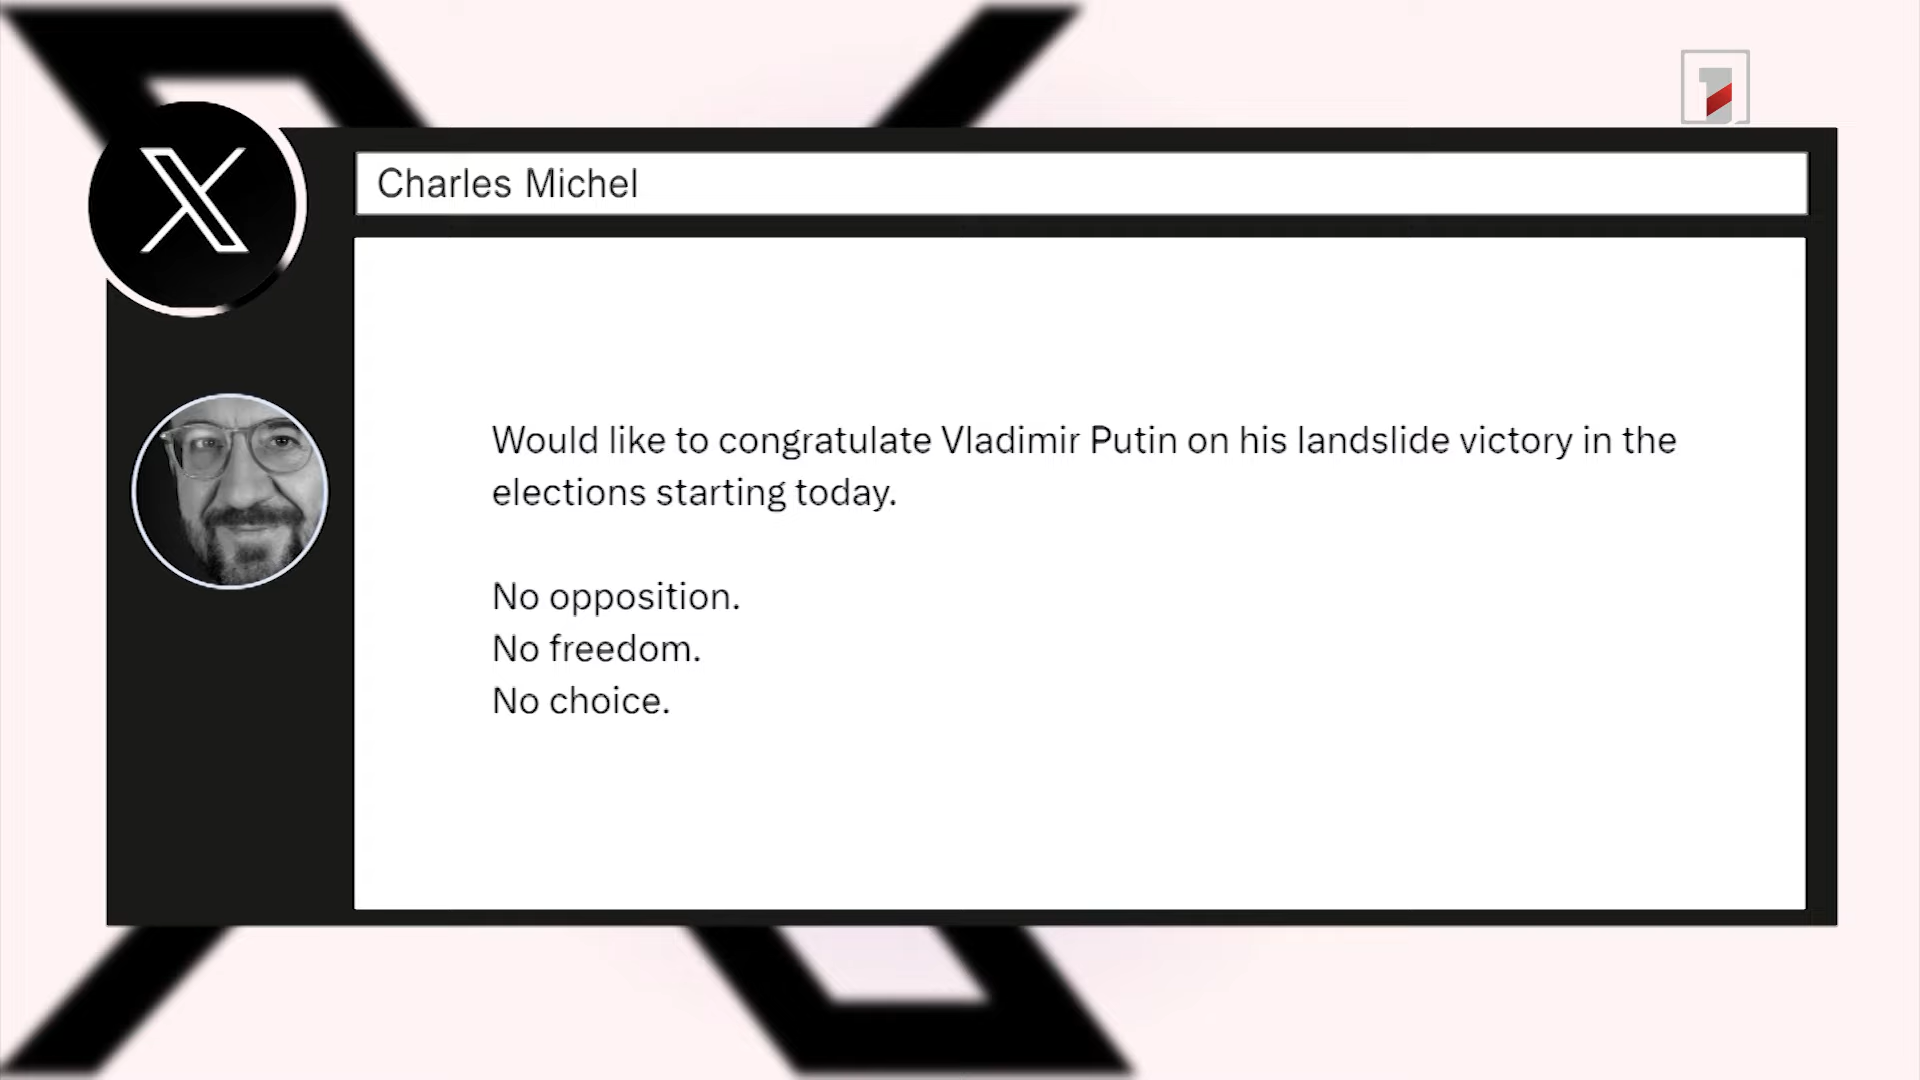 Charles Michel
Would like to congratulate Vladimir Putin on his landslide victory in the
elections starting today.
No opposition.
No freedom.
No choice.